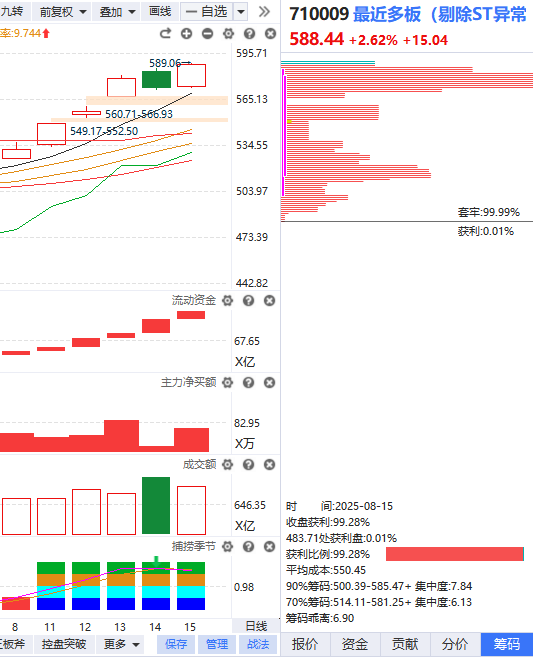 九转 前复权 叠加 画线 一 自选
率:9.744
589.06
595.71
565.13
560.71-566.93
549.17-552.50
534.55
503.97
473.39
442.82
流动资金
67.65
X亿
主力净买额
82.95
X万
成交额
646.35
X亿
捕捞季节
0.98
8 11 12 13 14 15 日线
控盘突破 更多 保存 管理 战法
710009 最近多板（剔除ST异常
588.44 +2.62% +15.04
套牢:99.99%
获利:0.01%
时 间:2025-08-15
收盘获利:99.28%
483.71处获利盘:0.01%
获利比例:99.28%
平均成本:550.45
90%筹码:500.39-585.47+ 集中度:7.84
70%筹码:514.11-581.25+ 集中度:6.13
筹码乖离:6.90
报价 资金 贡献 分价 筹码